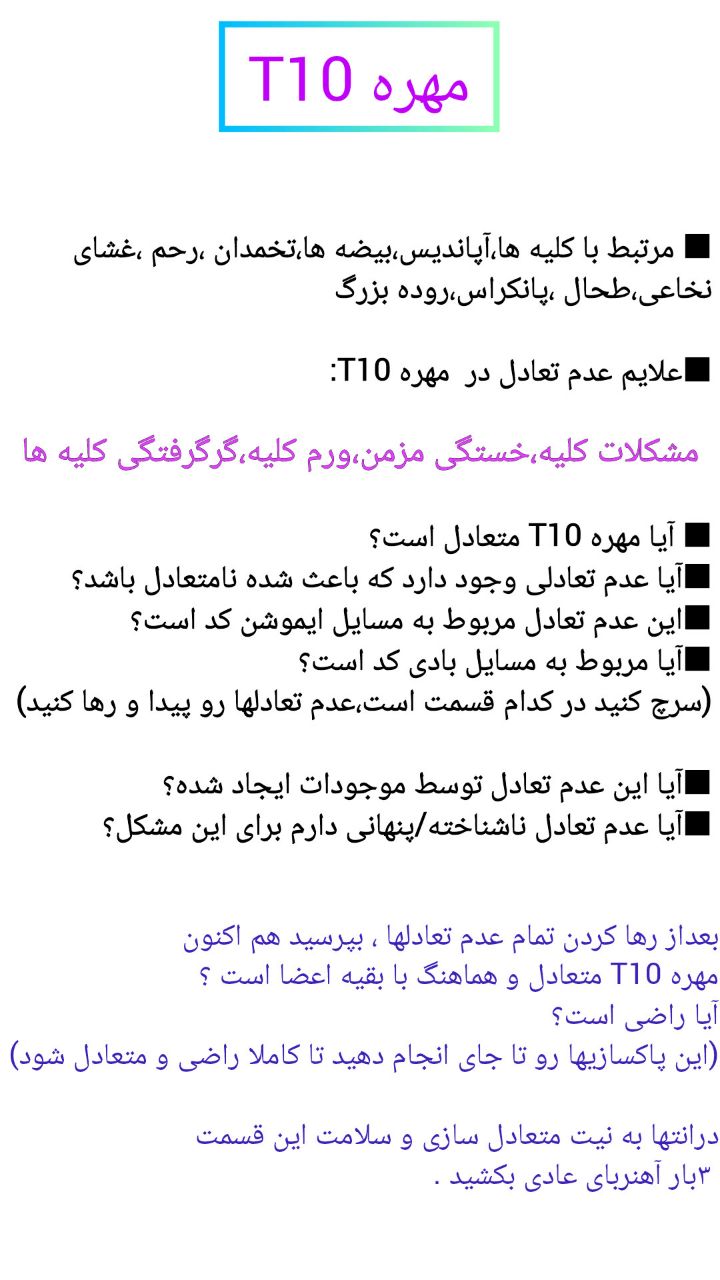 مهره T10
■ مرتبط با کلیه ها،آپاندیس،بیضه ها،تخمدان ،رحم ،غشای
نخاعی،طحال ،پانکراس،روده بزرگ
■علایم عدم تعادل در مهره T10:
مشکلات کلیه،خستگی مزمن،ورم کلیه،گرگرفتگی کلیه ها
■ آیا مهره T10 متعادل است؟
■آیا عدم تعادلی وجود دارد که باعث شده نامتعادل باشد؟
■این عدم تعادل مربوط به مسایل ایموشن کد است؟
■آیا مربوط به مسایل بادی کد است؟
(سرچ کنید در کدام قسمت است،عدم تعادلها رو پیدا و رها کنید)
■آیا این عدم تعادل توسط موجودات ایجاد شده؟
■آیا عدم تعادل ناشناخته/پنهانی دارم برای این مشکل؟
بعداز رها کردن تمام عدم تعادلها ، بپرسید هم اکنون
مهره T10 متعادل و هماهنگ با بقیه اعضا است ؟
آیا راضی است؟
(این پاکسازیها رو تا جای انجام دهید تا کاملا راضی و متعادل شود)
درانتها به نیت متعادل سازی و سلامت این قسمت
۳بار آهنربای عادی بکشید .